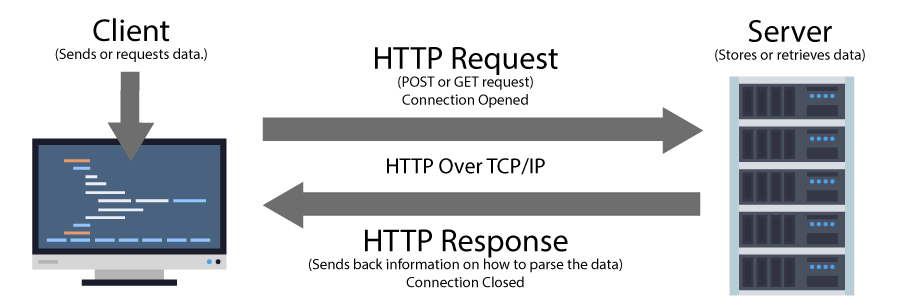 Client
(Sends or requests data.)
HTTP Request
(POST or GET request)
Connection Opened
Server
(Stores or retrieves data)
HTTP Over TCP/IP
HTTP Response
(Sends back information on how to parse the data)
Connection Closed